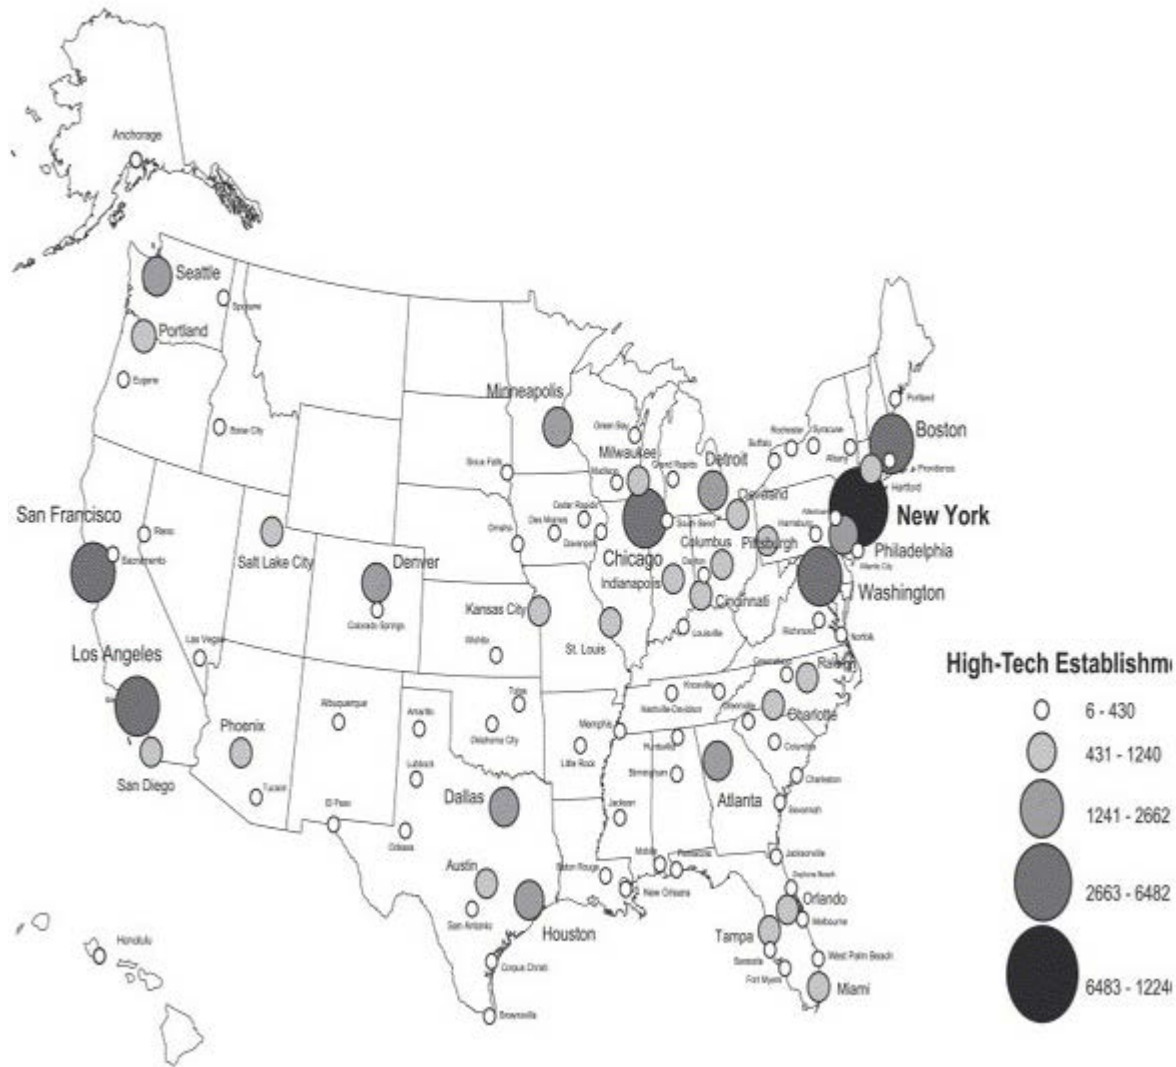 Anchorage
Seattle
Spokane
Portland
Eugene
Boise City
Minneapolis
Green Bay
Portland
Boston
Rochester
Syracuse
Buffalo
Albany
Providence
Hartford
Milwaukee
Madison
Grand Rapids
Detroit
Cleveland
Sioux Falls
San Francisco
Reno
Sacramento
Salt Lake City
Denver
Colorado Springs
Omaha
Des Moines
Cedar Rapids
Davenport
South Bend
Chicago
Columbus
Dayton
Indianapolis
Cincinnati
Pittsburgh
Harrisburg
Allentown
New York
Philadelphia
Atlantic City
Washington
Kansas City
St. Louis
Louisville
Wichita
Richmond
Norfolk
Las Vegas
Los Angeles
San Diego
Phoenix
Tucson
Albuquerque
El Paso
Amarillo
Lubbock
Odessa
Tulsa
Oklahoma City
Little Rock
Memphis
Nashville-Davidson
Knoxville
Greenville
Raleigh
Charlotte
Columbia
Charleston
Savannah
Huntsville
Birmingham
Atlanta
Dallas
Austin
San Antonio
Houston
Corpus Christi
Brownsville
Jackson
Mobile
Pensacola
Baton Rouge
New Orleans
Jacksonville
Daytona Beach
Orlando
Melbourne
Tampa
Sarasota
Fort Myers
West Palm Beach
Miami
Honolulu
High-Tech Establishm
6 - 430
431 - 1240
1241 - 2662
2663 - 6482
6483 - 1224